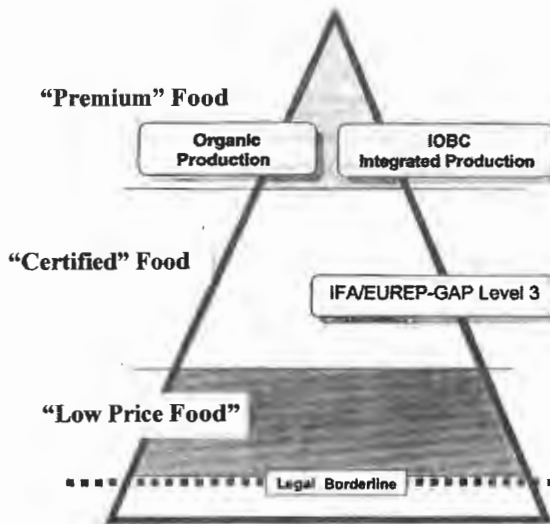 “Premium” Food
Organic
Production
IOBC
Integrated Production
“Certified” Food
IFA/EUREP-GAP Level 3
“Low Price Food”
Legal Borderline